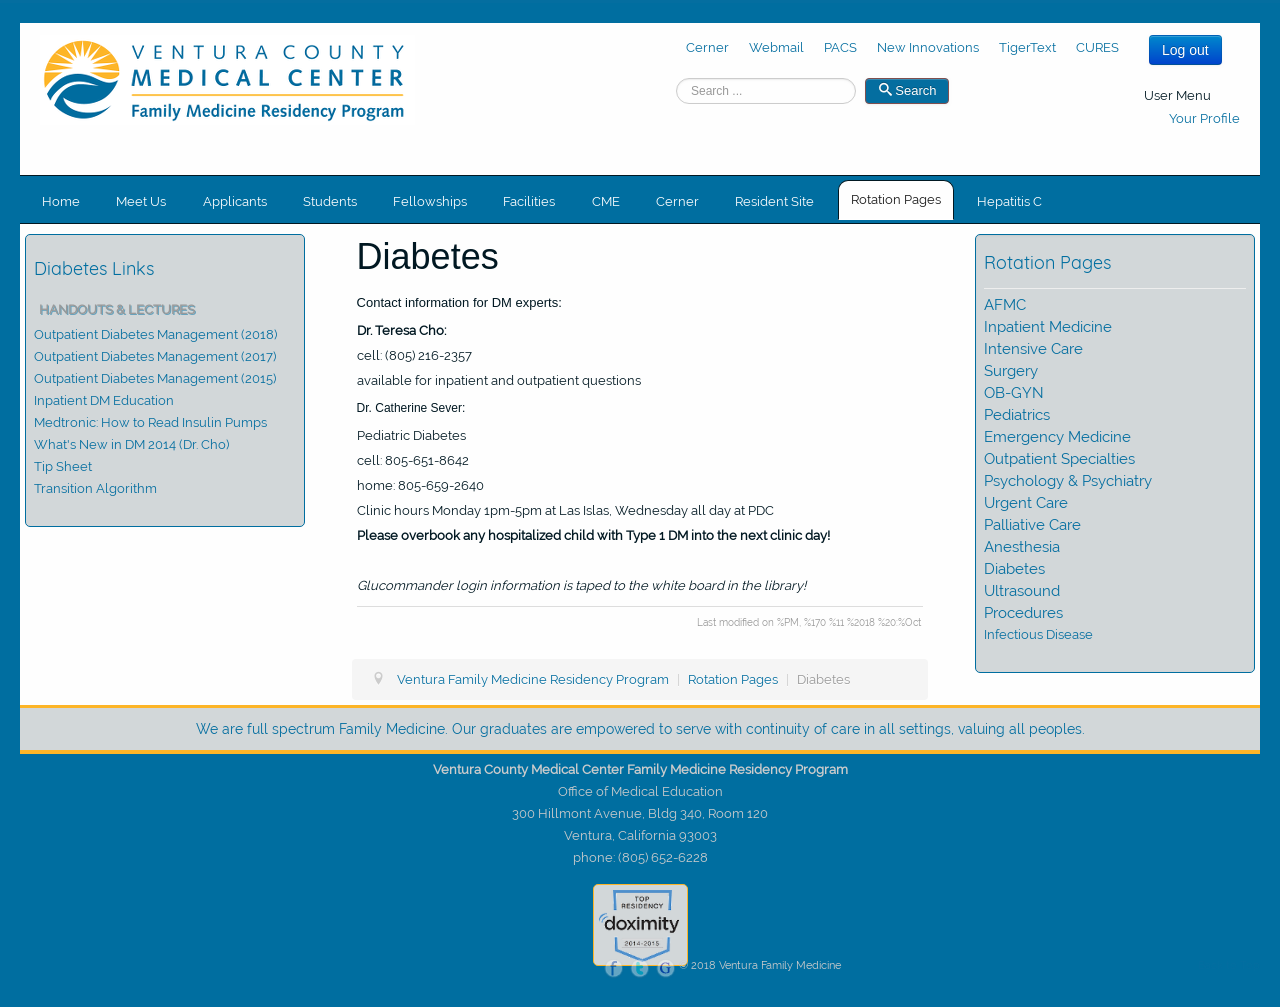 VENTURA COUNTY
MEDICAL CENTER
Family Medicine Residency Program
Cerner Webmail PACS New Innovations TigerText CURES
Log out
Search ...
Search
User Menu
Your Profile
Home Meet Us Applicants Students Fellowships Facilities CME Cerner Resident Site Rotation Pages Hepatitis C
Diabetes Links
HANDOUTS & LECTURES
Outpatient Diabetes Management (2018)
Outpatient Diabetes Management (2017)
Outpatient Diabetes Management (2015)
Inpatient DM Education
Medtronic: How to Read Insulin Pumps
What's New in DM 2014 (Dr. Cho)
Tip Sheet
Transition Algorithm
Diabetes
Contact information for DM experts:
Dr. Teresa Cho:
cell: (805) 216-2357
available for inpatient and outpatient questions
Dr. Catherine Sever:
Pediatric Diabetes
cell: 805-651-8642
home: 805-659-2640
Clinic hours Monday 1pm-5pm at Las Islas, Wednesday all day at PDC
Please overbook any hospitalized child with Type 1 DM into the next clinic day!
Glucommander login information is taped to the white board in the library!
Last modified on %PM, %170 %11 %2018 %20:%Oct
Ventura Family Medicine Residency Program | Rotation Pages | Diabetes
Rotation Pages
AFMC
Inpatient Medicine
Intensive Care
Surgery
OB-GYN
Pediatrics
Emergency Medicine
Outpatient Specialties
Psychology & Psychiatry
Urgent Care
Palliative Care
Anesthesia
Diabetes
Ultrasound
Procedures
Infectious Disease
We are full spectrum Family Medicine. Our graduates are empowered to serve with continuity of care in all settings, valuing all peoples.
Ventura County Medical Center Family Medicine Residency Program
Office of Medical Education
300 Hillmont Avenue, Bldg 340, Room 120
Ventura, California 93003
phone: (805) 652-6228
TOP
RESIDENCY
doximity
2014-2015
f t G © 2018 Ventura Family Medicine